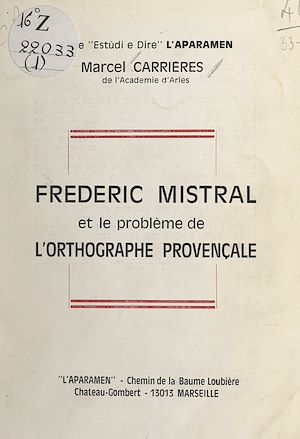 16° Z
22033
(1)
e "Estùdi e Dire" L'APARAMEN
Marcel CARRIÈRES
de l'Academie d'Arles
FREDERIC MISTRAL
et le problème de
L'ORTHOGRAPHE PROVENÇALE
"L'APARAMEN" - Chemin de la Baume Loubière
Chateau-Gombert - 13013 MARSEILLE